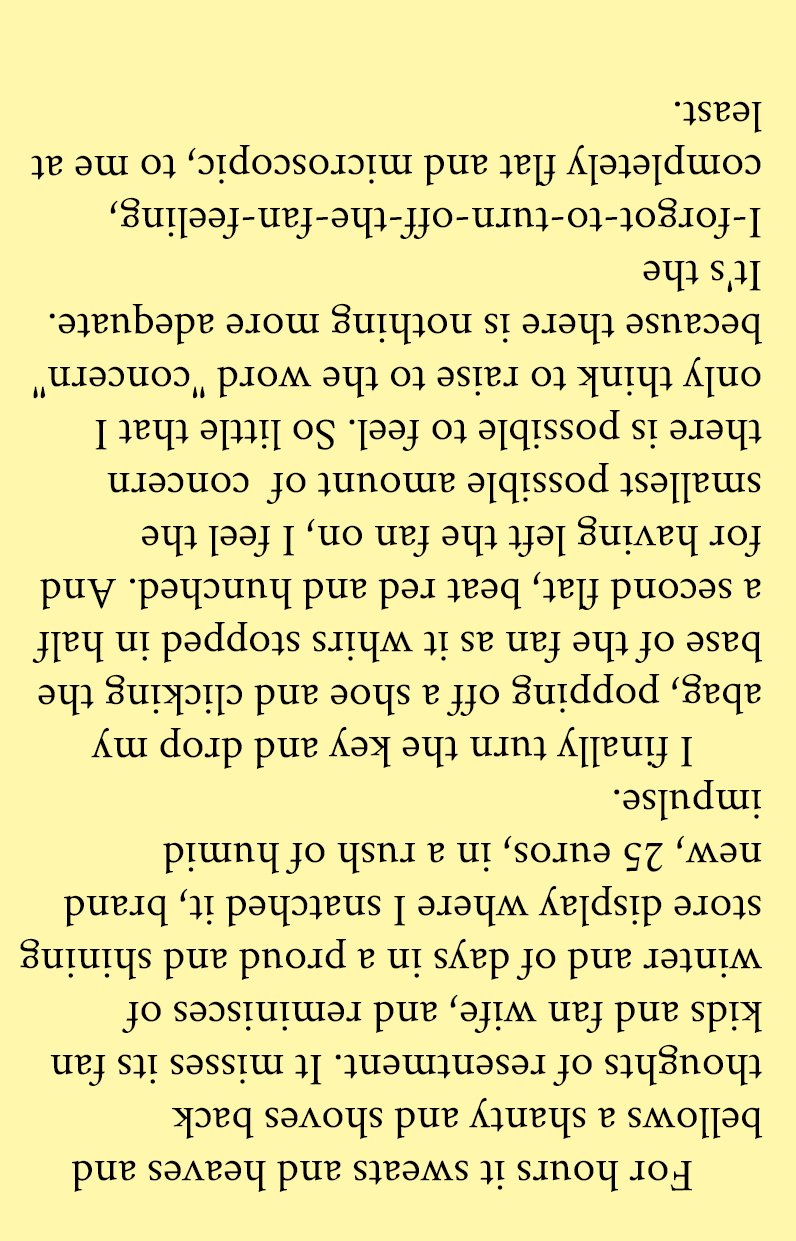 For hours it sweats and heaves and
bellows a shanty and shoves back
thoughts of resentment. It misses its fan
kids and fan wife, and reminisces of
winter and of days in a proud and shining
store display where I snatched it, brand
new, 25 euros, in a rush of humid
impulse.
I finally turn the key and drop my
abag, popping off a shoe and clicking the
base of the fan as it whirs stopped in half
a second flat, beat red and hunched. And
for having left the fan on, I feel the
smallest possible amount of  concern
there is possible to feel. So little that I
only think to raise to the word "concern"
because there is nothing more adequate.
It's the
I-forgot-to-turn-off-the-fan-feeling,
completely flat and microscopic, to me at
least.